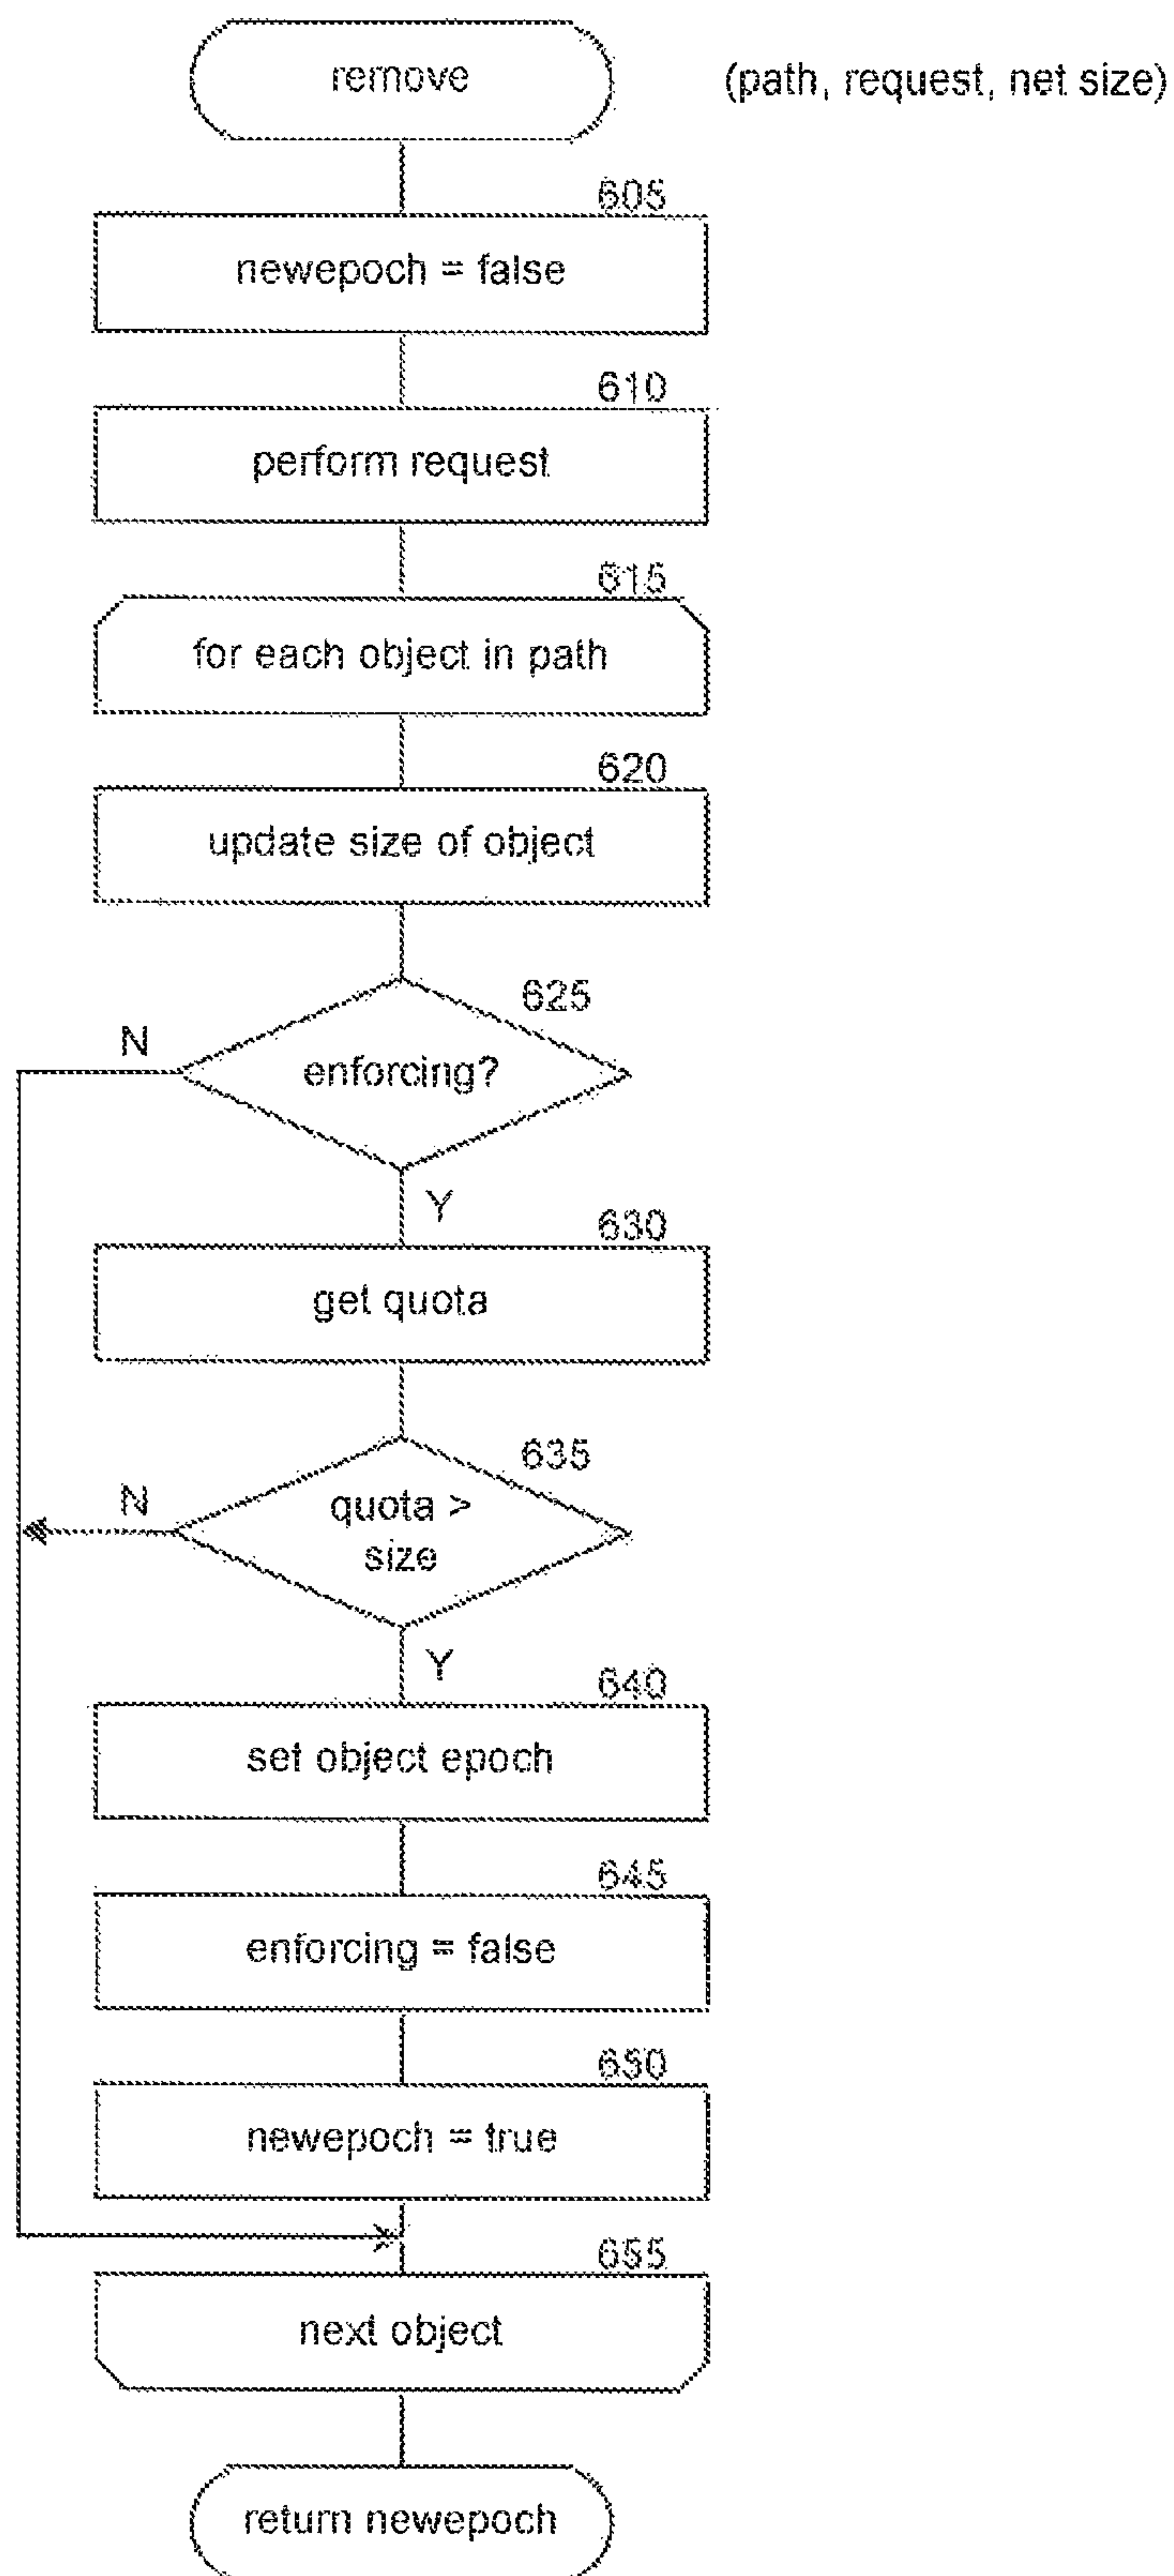 remove
(path, request, net size)
605
newepoch = false
610
perform request
615
for each object in path
620
update size of object
625
N
enforcing?
Y
630
get quota
635
N
quota >
size
Y
640
set object epoch
645
enforcing = false
650
newepoch = true
655
next object
return newepoch